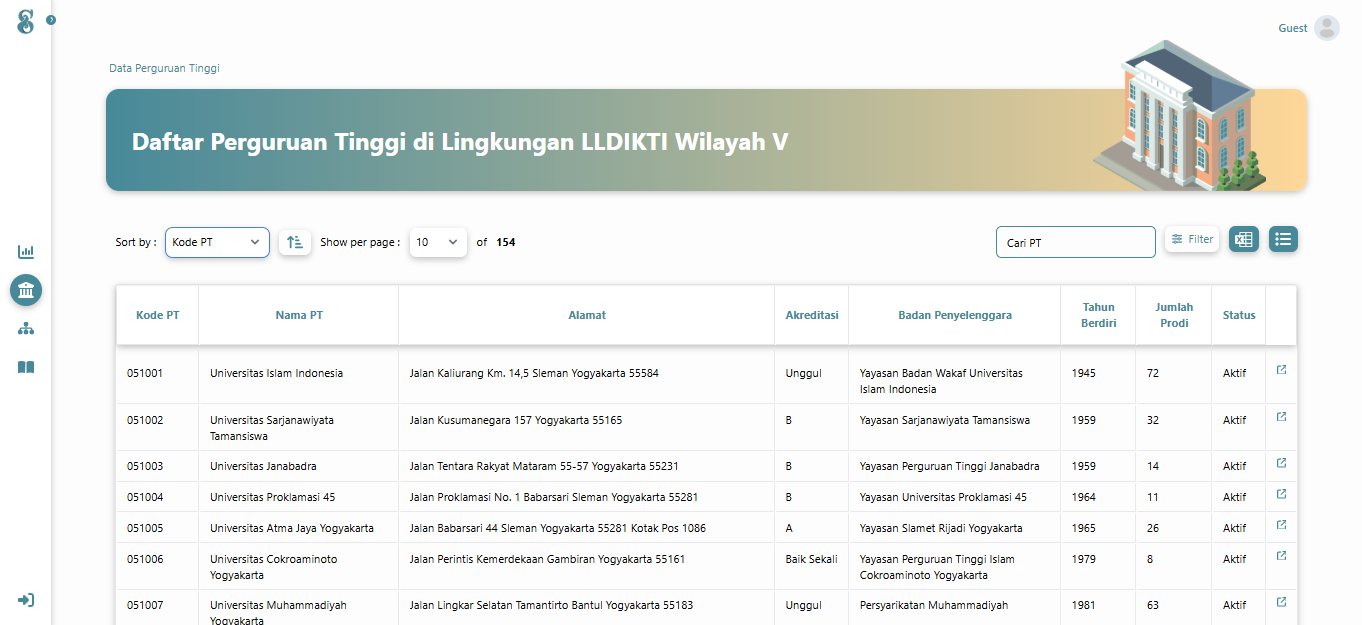 Guest
Data Perguruan Tinggi
Daftar Perguruan Tinggi di Lingkungan LLDIKTI Wilayah V
Sort by : Kode PT Show per page : 10 of 154 Cari PT Filter
Kode PT Nama PT Alamat Akreditasi Badan Penyelenggara Tahun Berdiri Jumlah Prodi Status
051001 Universitas Islam Indonesia Jalan Kaliurang Km. 14,5 Sleman Yogyakarta 55584 Unggul Yayasan Badan Wakaf Universitas 1945 72 Aktif
Islam Indonesia
051002 Universitas Sarjanawiyata Jalan Kusumanegara 157 Yogyakarta 55165 B Yayasan Sarjanawiyata Tamansiswa 1959 32 Aktif
Tamansiswa
051003 Universitas Janabadra Jalan Tentara Rakyat Mataram 55-57 Yogyakarta 55231 B Yayasan Perguruan Tinggi Janabadra 1959 14 Aktif
051004 Universitas Proklamasi 45 Jalan Proklamasi No. 1 Babarsari Sleman Yogyakarta 55281 B Yayasan Universitas Proklamasi 45 1964 11 Aktif
051005 Universitas Atma Jaya Yogyakarta Jalan Babarsari 44 Sleman Yogyakarta 55281 Kotak Pos 1086 A Yayasan Slamet Rijadi Yogyakarta 1965 26 Aktif
051006 Universitas Cokroaminoto Jalan Perintis Kemerdekaan Gambiran Yogyakarta 55161 Baik Sekali Yayasan Perguruan Tinggi Islam 1979 8 Aktif
Yogyakarta Cokroaminoto Yogyakarta
051007 Universitas Muhammadiyah Jalan Lingkar Selatan Tamantirto Bantul Yogyakarta 55183 Unggul Persyarikatan Muhammadiyah 1981 63 Aktif
Yogyakarta